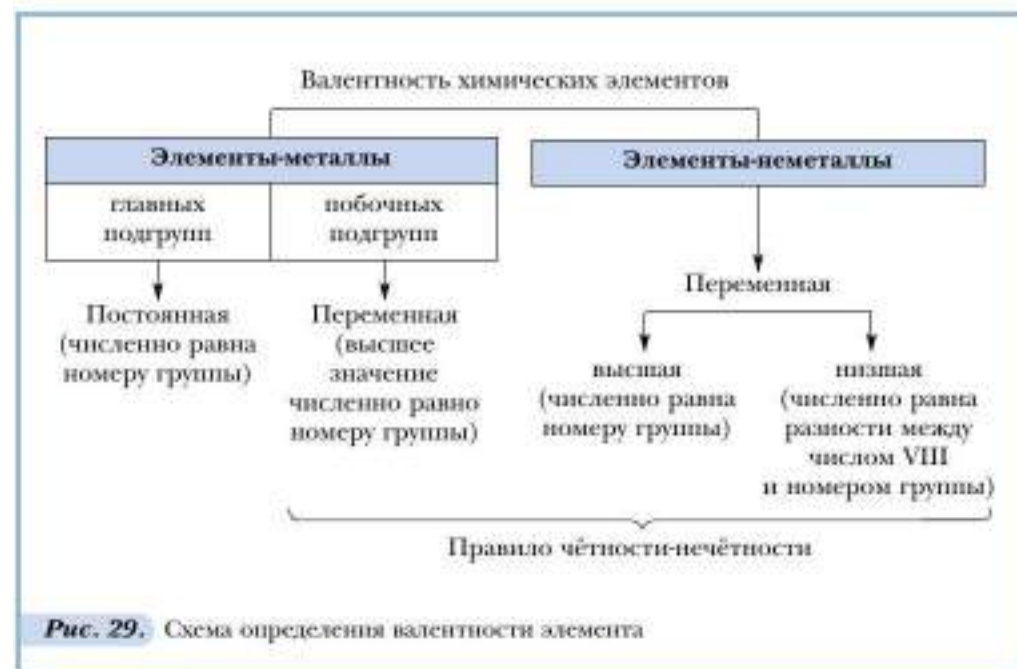 Валентность химических элементов
Элементы-металлы
главных
подгрупп
побочных
подгрупп
Постоянная
(численно равна
номеру группы)
Переменная
(высшее
значение
численно равно
номеру группы)
Элементы-неметаллы
Переменная
высшая
(численно равна
номеру группы)
низшая
(численно равна
разности между
числом VIII
и номером группы)
Правило чётности-нечётности
Рис. 29. Схема определения валентности элемента